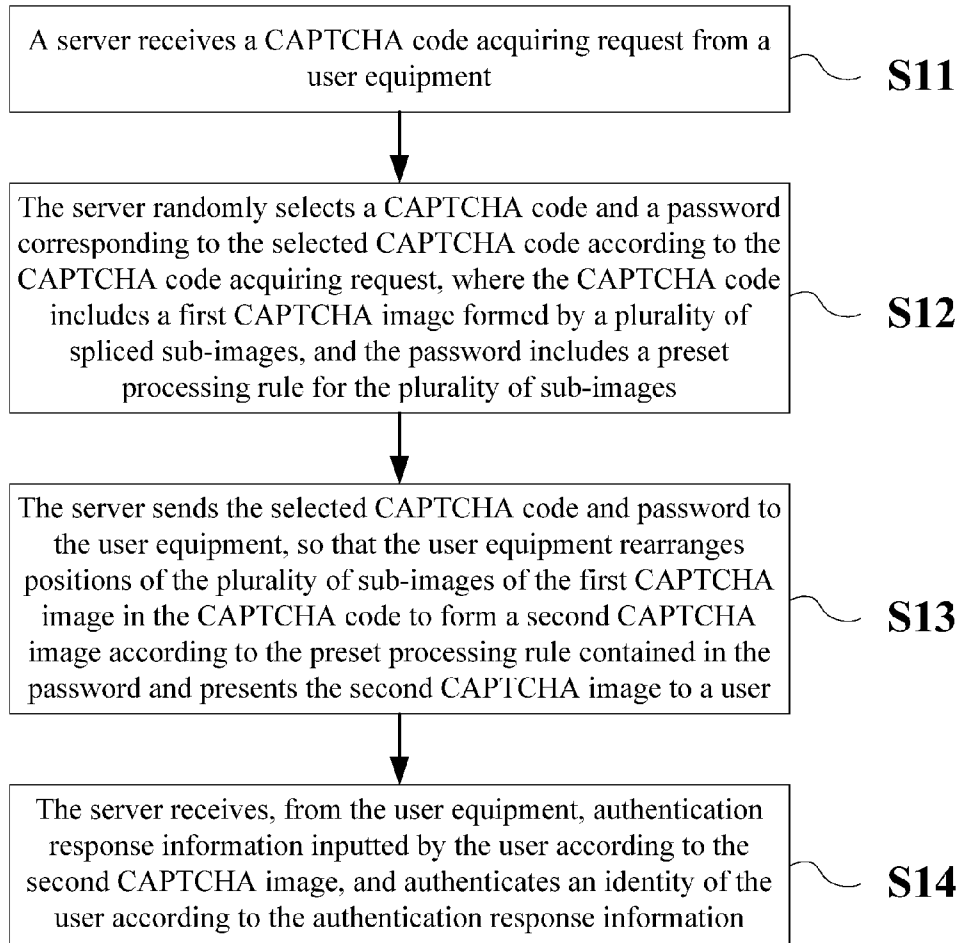 A server receives a CAPTCHA code acquiring request from a
user equipment
S11
The server randomly selects a CAPTCHA code and a password
corresponding to the selected CAPTCHA code according to the
CAPTCHA code acquiring request, where the CAPTCHA code
includes a first CAPTCHA image formed by a plurality of
spliced sub-images, and the password includes a preset
processing rule for the plurality of sub-images
S12
The server sends the selected CAPTCHA code and password to
the user equipment, so that the user equipment rearranges
positions of the plurality of sub-images of the first CAPTCHA
image in the CAPTCHA code to form a second CAPTCHA
image according to the preset processing rule contained in the
password and presents the second CAPTCHA image to a user
S13
The server receives, from the user equipment, authentication
response information inputted by the user according to the
second CAPTCHA image, and authenticates an identity of the
user according to the authentication response information
S14